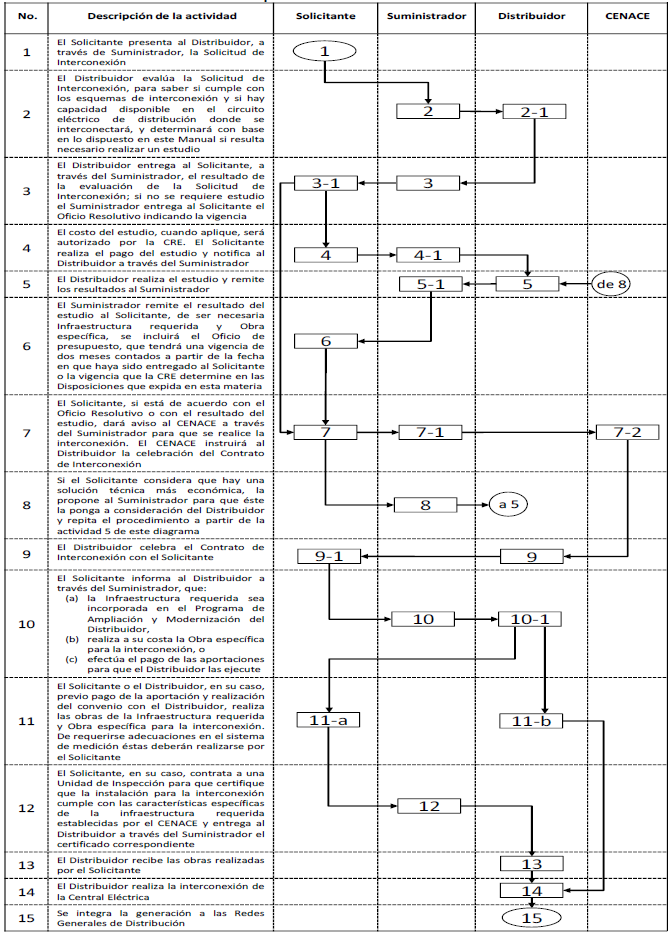 No. Descripción de la actividad Solicitante Suministrador Distribuidor CENACE
1
El Solicitante presenta al Distribuidor, a
través de Suministrador, la Solicitud de
Interconexión
1
2
El Distribuidor evalúa la Solicitud de
Interconexión, para saber si cumple con
los esquemas de interconexión y si hay
capacidad disponible en el circuito
eléctrico de distribución donde se
interconectará, y determinará con base
en lo dispuesto en este Manual si resulta
necesario realizar un estudio
2 2-1
3
El Distribuidor entrega al Solicitante, a
través del Suministrador, el resultado de
la evaluación de la Solicitud de
Interconexión; si no se requiere estudio
el Suministrador entrega al Solicitante el
Oficio Resolutivo indicando la vigencia
3-1 3
4
El costo del estudio, cuando aplique, será
autorizado por la CRE. El Solicitante
realiza el pago del estudio y notifica al
Distribuidor a través del Suministrador
4 4-1
5
El Distribuidor realiza el estudio y remite
los resultados al Suministrador
5-1 5 de 8
6
El Suministrador remite el resultado del
estudio al Solicitante, de ser necesaria
Infraestructura requerida y Obra
específica, se incluirá el Oficio de
presupuesto, que tendrá una vigencia de
dos meses contados a partir de la fecha
en que haya sido entregado al Solicitante
o la vigencia que la CRE determine en las
Disposiciones que expida en esta materia
6
7
El Solicitante, si está de acuerdo con el
Oficio Resolutivo o con el resultado del
estudio, dará aviso al CENACE a través
del Suministrador para que se realice la
interconexión. El CENACE instruirá al
Distribuidor la celebración del Contrato
de Interconexión
7 7-1 7-2
8
Si el Solicitante considera que hay una
solución técnica más económica, la
propone al Suministrador para que éste
la ponga a consideración del Distribuidor
y repita el procedimiento a partir de la
actividad 5 de este diagrama
8 a 5
9
El Distribuidor celebra el Contrato de
Interconexión con el Solicitante
9-1 9
10
El Solicitante informa al Distribuidor a
través del Suministrador, que:
(a) la Infraestructura requerida sea
incorporada en el Programa de
Ampliación y Modernización del
Distribuidor,
(b) realiza a su costa la Obra específica
para la interconexión, o
(c) efectúa el pago de las aportaciones
para que el Distribuidor las ejecute
10 10-1
11
El Solicitante o el Distribuidor, en su caso,
previo pago de la aportación y realización
del convenio con el Distribuidor, realiza
las obras de la Infraestructura requerida
y Obra específica para la interconexión.
De requerirse adecuaciones en el sistema
de medición éstas deberán realizarse por
el Solicitante
11-a 11-b
12
El Solicitante, en su caso, contrata a una
Unidad de Inspección para que certifique
que la instalación para la interconexión
cumple con las características específicas
de la infraestructura requerida
establecidas por el CENACE y entrega al
Distribuidor a través del Suministrador el
certificado correspondiente
12
13
El Distribuidor recibe las obras realizadas
por el Solicitante
13
14
El Distribuidor realiza la interconexión de
la Central Eléctrica
14
15
Se integra la generación a las Redes
Generales de Distribución
15